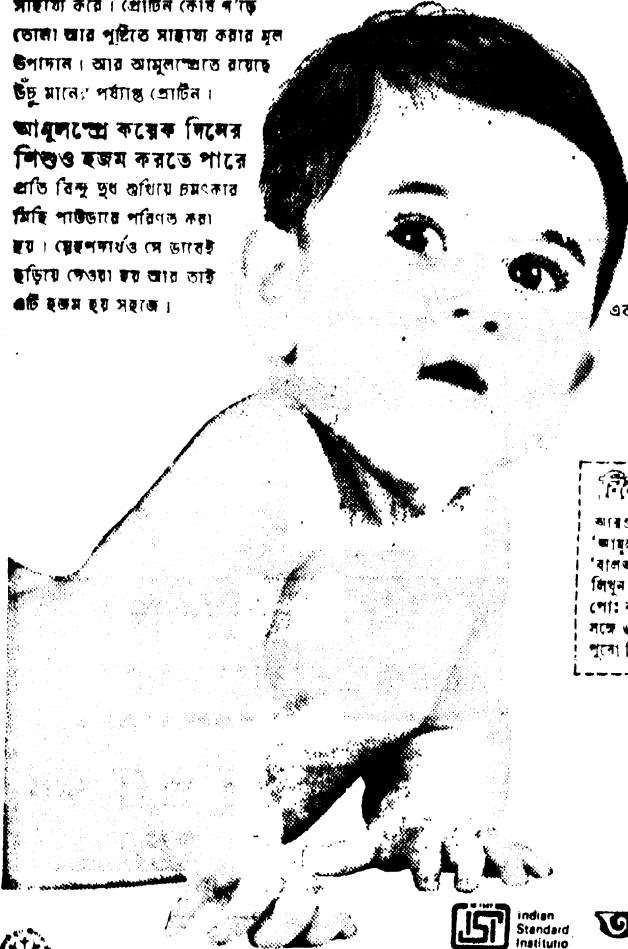 সাহায্য করে । প্রোটিন কোষ গ'ড়ে
তোলা আর পুষ্টিতে সাহায্য করার মূল
উপাদান । আর আমূলস্প্রেতে রয়েছে
উঁচু মানের পর্য্যাপ্ত প্রোটিন ।
আমূলস্প্রে কয়েক দিনের
শিশুও হজম করতে পারে
প্রতি বিন্দু দুধ শুখিয়ে চমৎকার
মিহি পাউডারে পরিণত করা
হয় । স্নেহপদার্থও সে ভাবেই
ছড়িয়ে দেওয়া হয় আর তাই
এটি হজম হয় সহজে ।
লিখুন
পোঃ
সঙ্গে
পুরো
ISI
Indian
Standard
Institutio